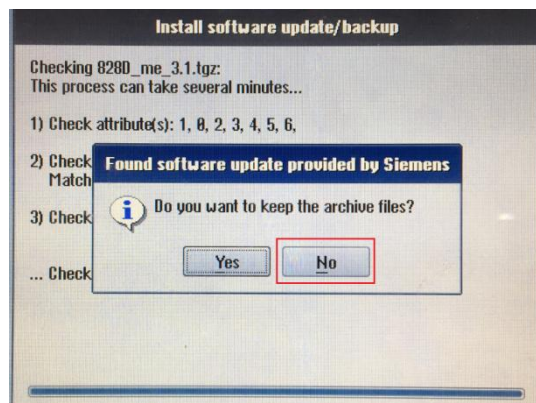 Install software update/backup
Checking 828D_me_3.1.tgz:
This process can take several minutes...
1) Check attribute(s): 1, 0, 2, 3, 4, 5, 6,
2) Check
Match
3) Check
... Check
Found software update provided by Siemens
Do you want to keep the archive files?
Yes
No